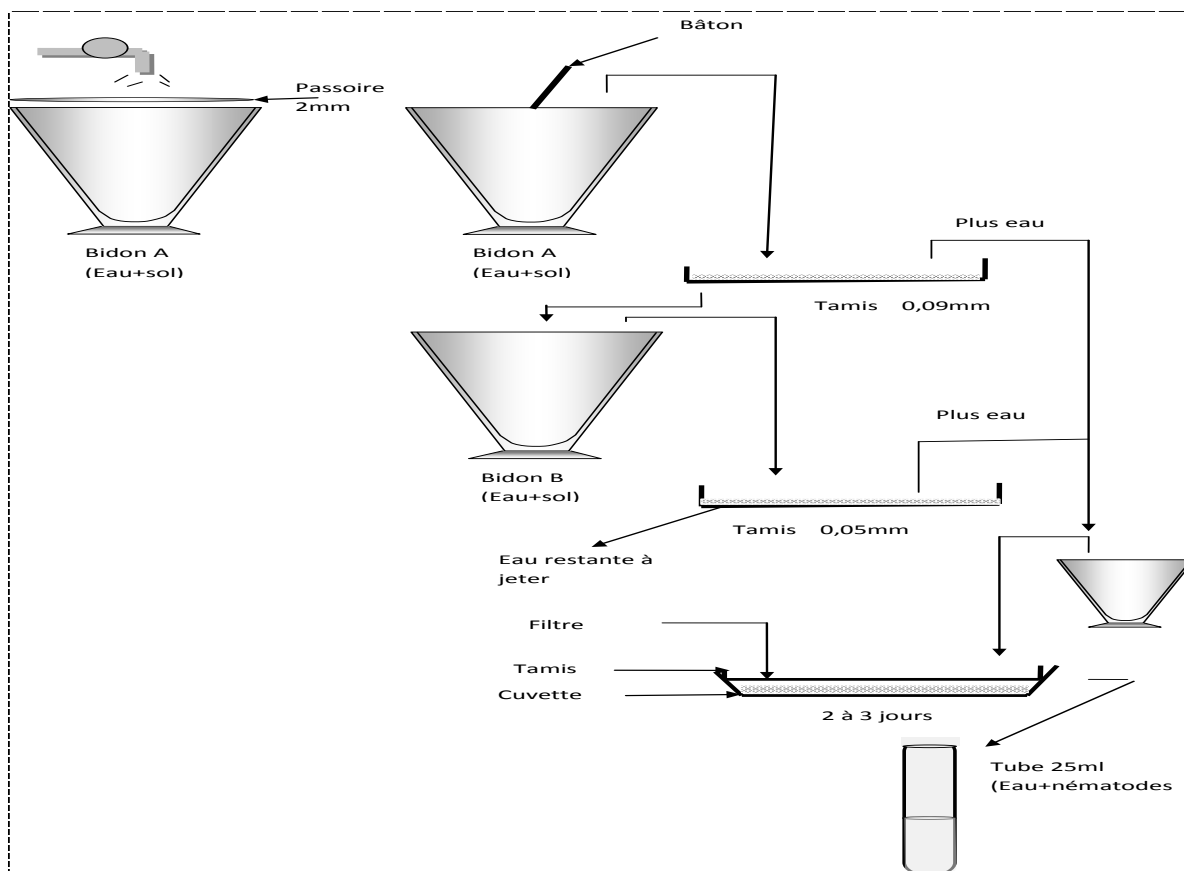 Bâton
Passoire
2mm
Bidon A
(Eau+sol)
Bidon A
(Eau+sol)
Plus eau
Tamis 0,09mm
Plus eau
Bidon B
(Eau+sol)
Tamis 0,05mm
Eau restante à
jeter
Filtre
Tamis
Cuvette
2 à 3 jours
Tube 25ml
(Eau+nématodes